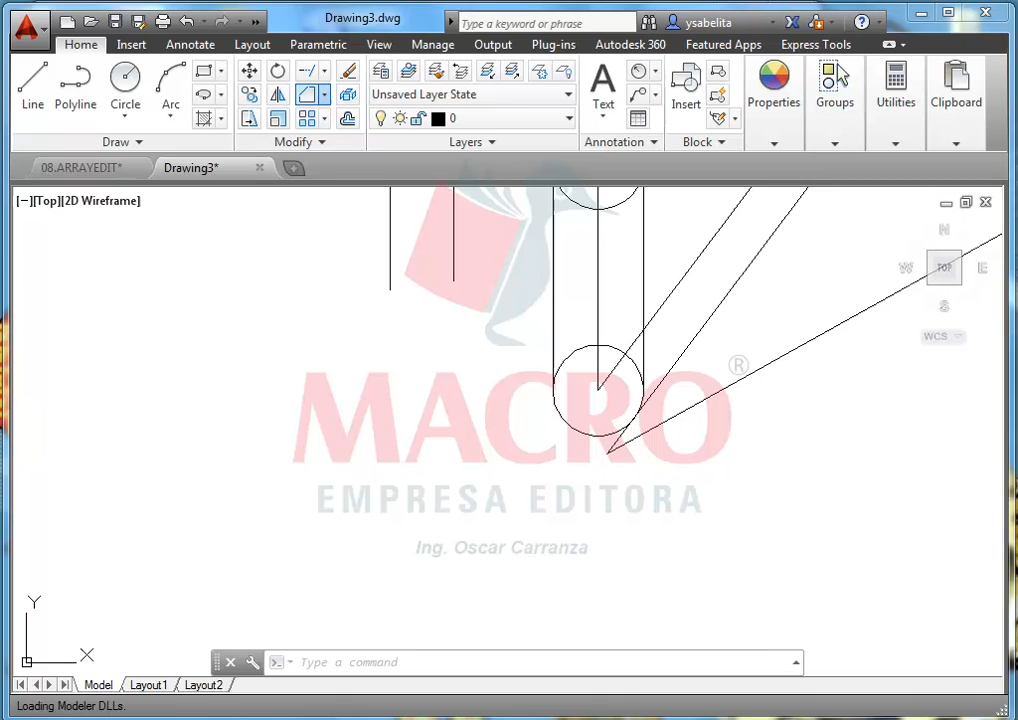 Drawing3.dwg
Type a keyword or phrase
ysabelita
Home Insert Annotate Layout Parametric View Manage Output Plug-ins Autodesk 360 Featured Apps Express Tools
Line Polyline Circle Arc
Unsaved Layer State
0
Text
Insert
Properties Groups Utilities Clipboard
Draw Modify Layers Annotation Block
08.ARRAYEDIT* Drawing3*
[−][Top][2D Wireframe]
N
W TOP E
S
WCS
MACRO ®
EMPRESA EDITORA
Ing. Oscar Carranza
Y
X
Type a command
Model Layout1 Layout2
Loading Modeler DLLs.